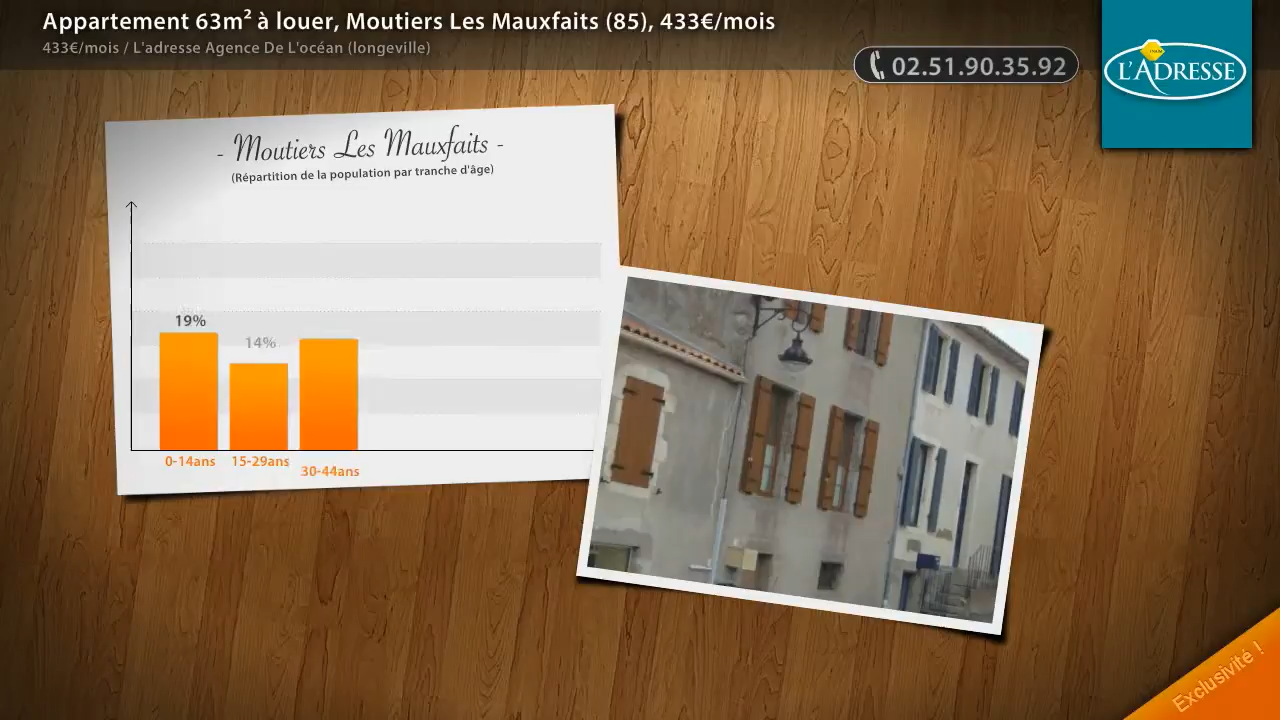 Appartement 63m² à louer, Moutiers Les Mauxfaits (85), 433€/mois
433€/mois / L'adresse Agence De L'océan (longeville)
02.51.90.35.92
L'ADRESSE
- Moutiers Les Mauxfaits -
(Répartition de la population par tranche d'âge)
19%
14%
0-14ans
15-29ans
30-44ans
Exclusivité !